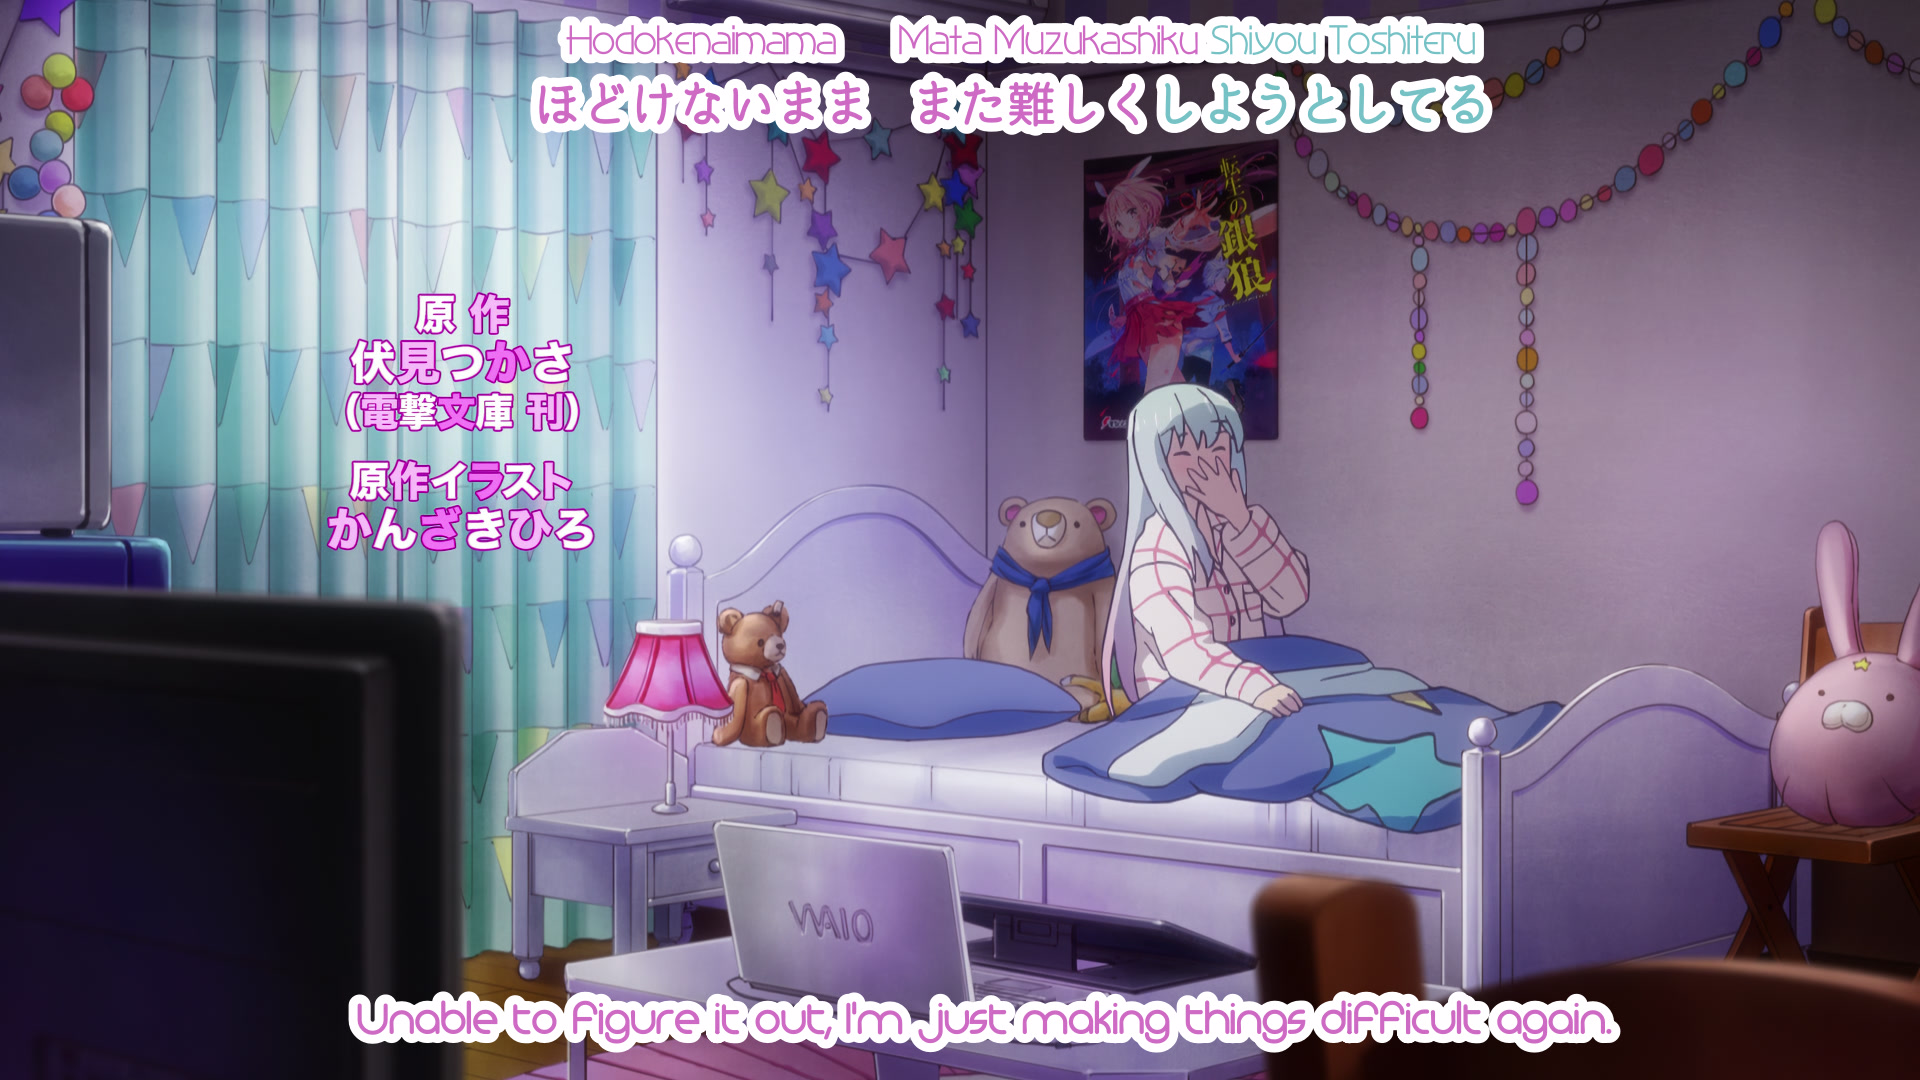 Hodokenaimama Mata Muzukashiku Shiyou Toshiteru
ほどけないまま また難しくしようとしてる
転生の銀狼
原作
伏見つかさ
(電撃文庫 刊)
原作イラスト
かんざきひろ
WAIO
Unable to figure it out, I'm just making things difficult again.